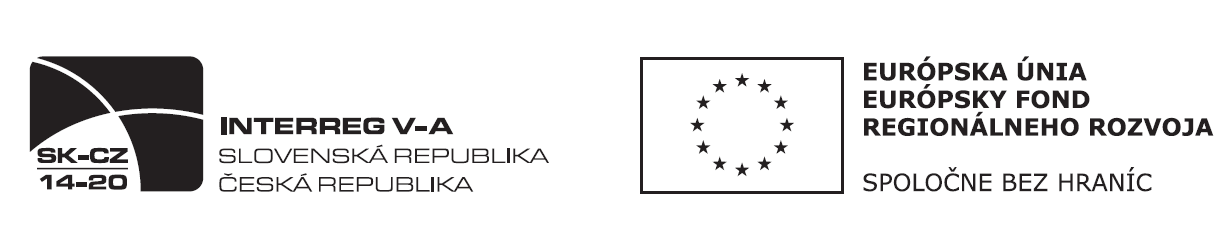 SK-CZ
14-20
INTERREG V-A
SLOVENSKÁ REPUBLIKA
ČESKÁ REPUBLIKA
EURÓPSKA ÚNIA
EURÓPSKY FOND
REGIONÁLNEHO ROZVOJA
SPOLOČNE BEZ HRANÍC